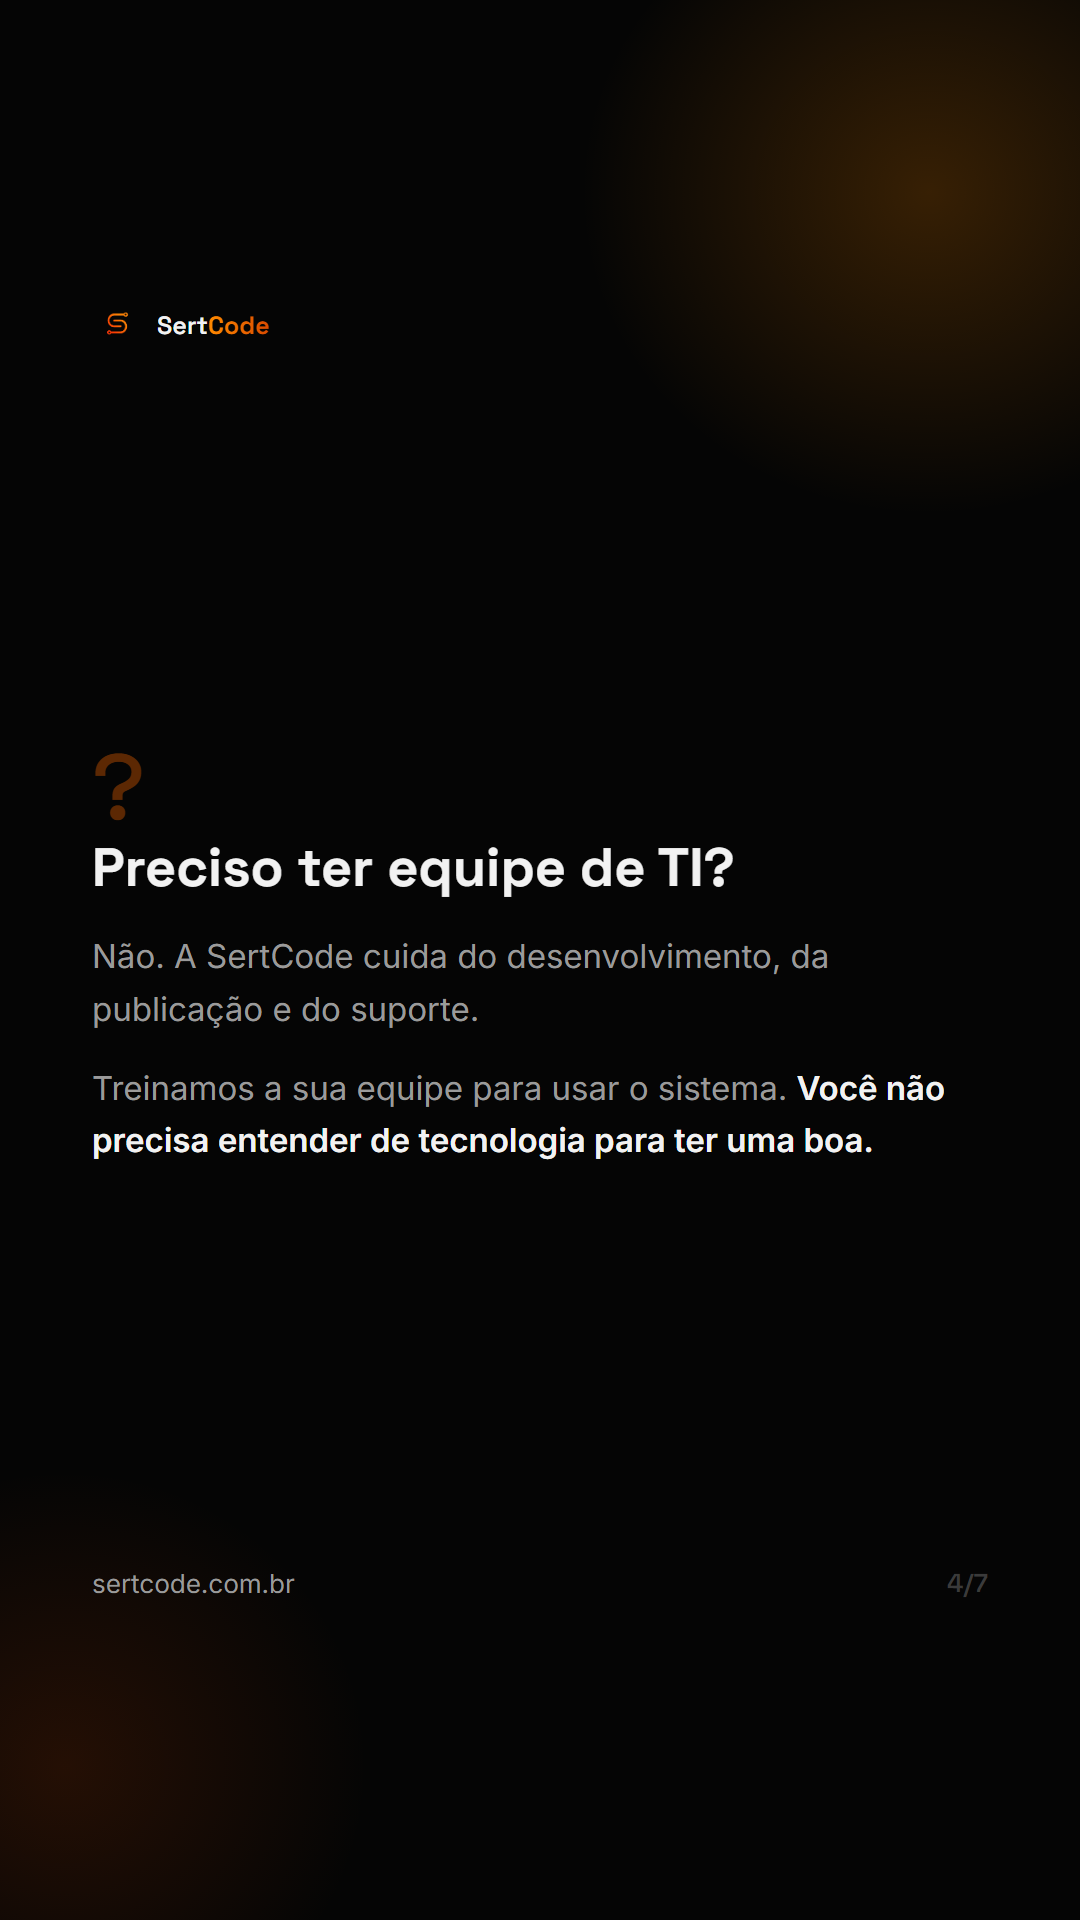 SertCode
?
Preciso ter equipe de TI?
Não. A SertCode cuida do desenvolvimento, da
publicação e do suporte.
Treinamos a sua equipe para usar o sistema. Você não
precisa entender de tecnologia para ter uma boa.
sertcode.com.br
4/7